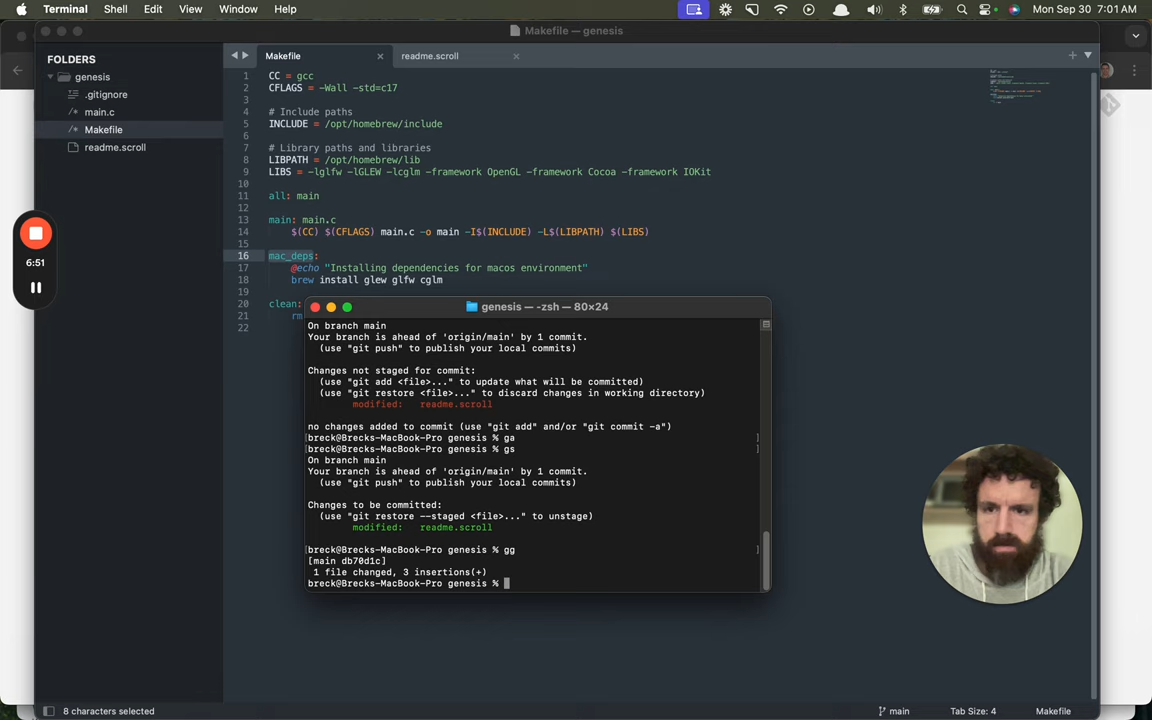 Terminal Shell Edit View Window Help Mon Sep 30 7:01 AM
Makefile — genesis
FOLDERS
genesis
.gitignore
main.c
Makefile
readme.scroll
Makefile
readme.scroll
1 CC = gcc
2 CFLAGS = -Wall -std=c17
3
4 # Include paths
5 INCLUDE = /opt/homebrew/include
6
7 # Library paths and libraries
8 LIBPATH = /opt/homebrew/lib
9 LIBS = -lglfw -lGLEW -lcglm -framework OpenGL -framework Cocoa -framework IOKit
10
11 all: main
12
13 main: main.c
14 $(CC) $(CFLAGS) main.c -o main -I$(INCLUDE) -L$(LIBPATH) $(LIBS)
15
16 mac_deps:
17 @echo "Installing dependencies for macos environment"
18 brew install glew glfw cglm
19
20 clean:
21 rm
22
6:51
genesis — -zsh — 80×24
On branch main
Your branch is ahead of 'origin/main' by 1 commit.
(use "git push" to publish your local commits)
Changes not staged for commit:
(use "git add <file>..." to update what will be committed)
(use "git restore <file>..." to discard changes in working directory)
modified: readme.scroll
no changes added to commit (use "git add" and/or "git commit -a")
[breck@Brecks-MacBook-Pro genesis % ga ]
[breck@Brecks-MacBook-Pro genesis % gs ]
On branch main
Your branch is ahead of 'origin/main' by 1 commit.
(use "git push" to publish your local commits)
Changes to be committed:
(use "git restore --staged <file>..." to unstage)
modified: readme.scroll
[breck@Brecks-MacBook-Pro genesis % gg ]
[main db70d1c]
1 file changed, 3 insertions(+)
breck@Brecks-MacBook-Pro genesis %
8 characters selected main Tab Size: 4 Makefile